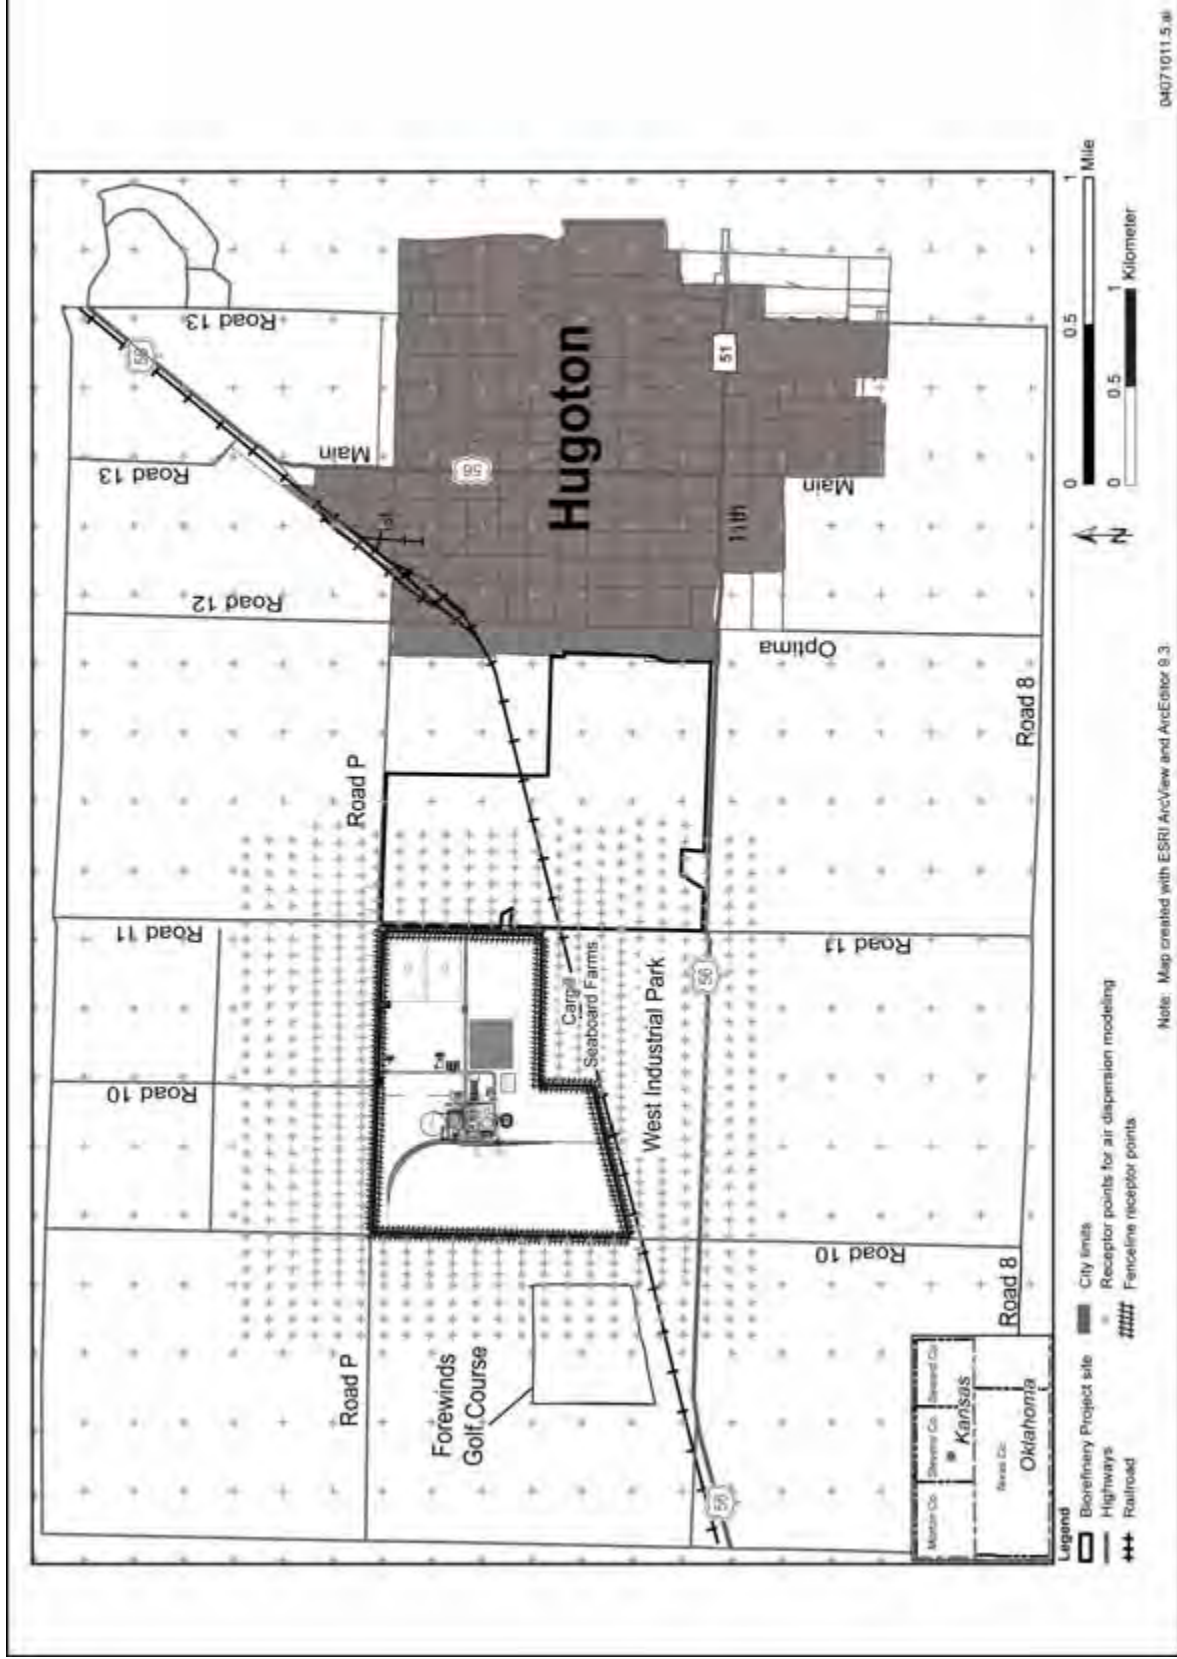 Road 13
56
Road 13
Main
Road 12
1st
56
Hugoton
51
11th
Main
Optima
Road P
Road 11
Road 10
Cargill
Seaboard Farms
West Industrial Park
56
Road 11
Road 8
Road P
Forewinds
Golf Course
Road 10
Road 8
56
Morton Co.
Stevens Co.
Seward Co.
Kansas
Texas Co.
Oklahoma
Legend
Biorefinery Project site
Highways
Railroad
City limits
Receptor points for air dispersion modeling
Fenceline receptor points
N
0 0.5 1 Mile
0 0.5 1 Kilometer
Note: Map created with ESRI ArcView and ArcEditor 9.3
04071011.5.ai